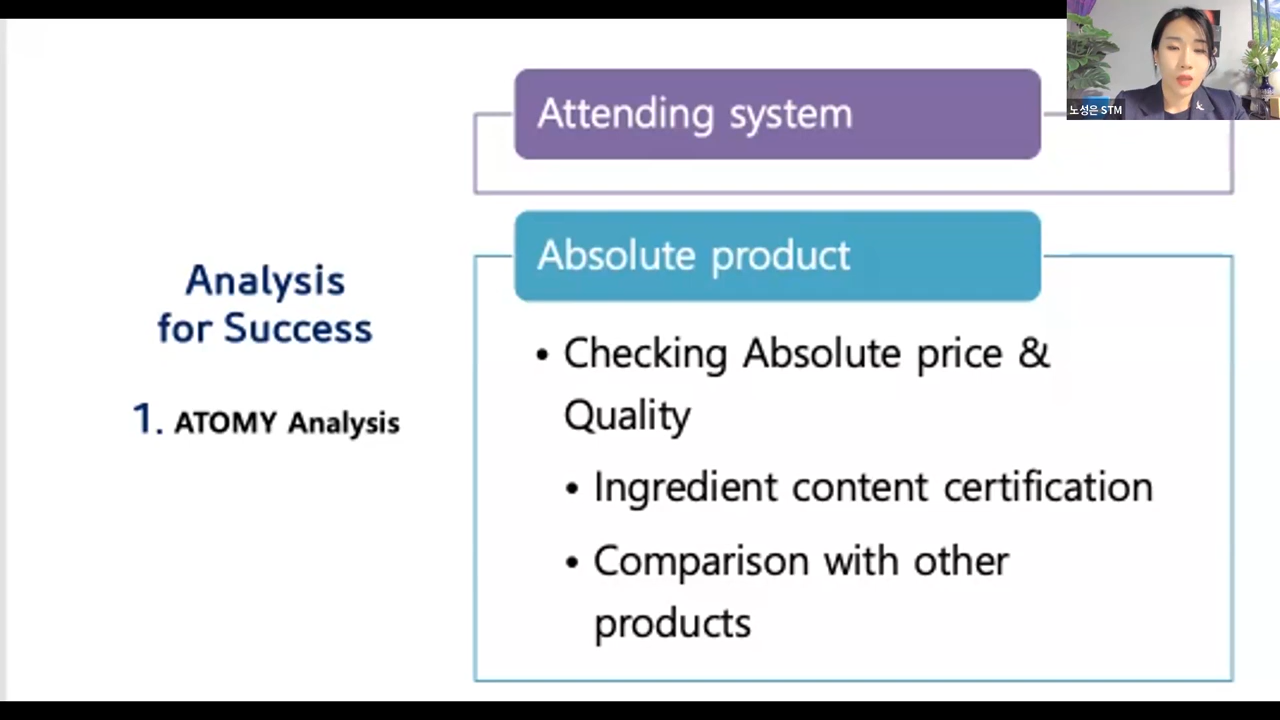 노성은 STM
Attending system
Absolute product
Analysis
for Success
1. ATOMY Analysis
• Checking Absolute price &
Quality
• Ingredient content certification
• Comparison with other
products